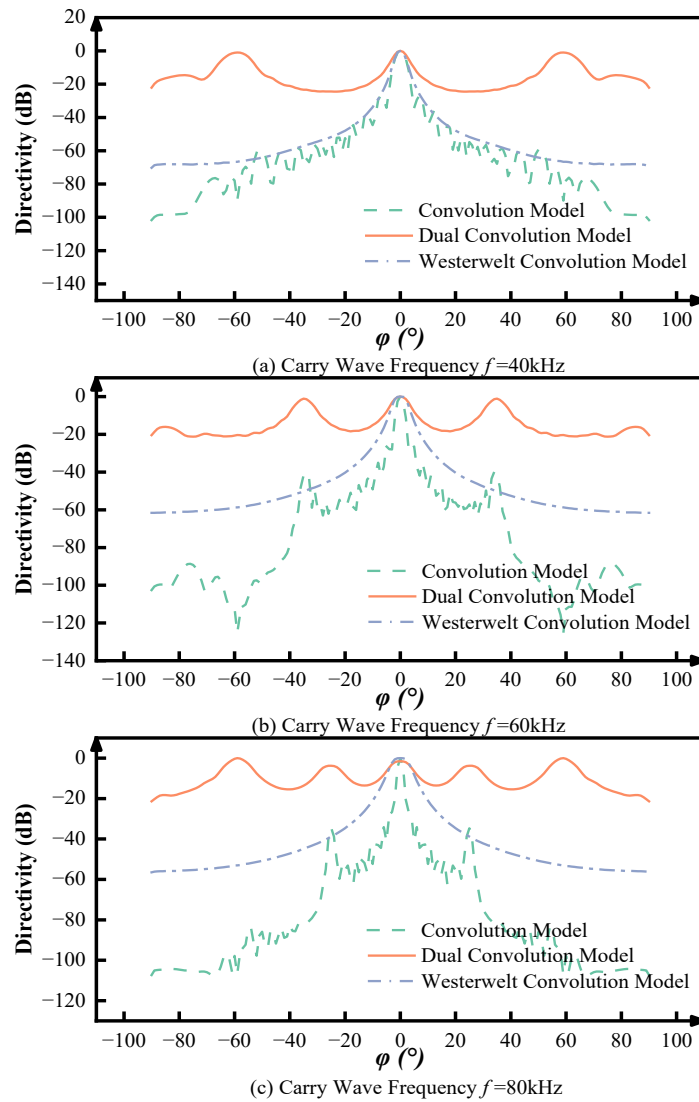 20
0
−20
−40
−60
−80
−100
−120
−140
Directivity (dB)
Convolution Model
Dual Convolution Model
Westerwelt Convolution Model
−100 −80 −60 −40 −20 0 20 40 60 80 100
φ (°)
(a) Carry Wave Frequency f =40kHz
0
−20
−40
−60
−80
−100
−120
−140
Directivity (dB)
Convolution Model
Dual Convolution Model
Westerwelt Convolution Model
−100 −80 −60 −40 −20 0 20 40 60 80 100
φ (°)
(b) Carry Wave Frequency f =60kHz
0
−20
−40
−60
−80
−100
−120
Directivity (dB)
Convolution Model
Dual Convolution Model
Westerwelt Convolution Model
−100 −80 −60 −40 −20 0 20 40 60 80 100
φ (°)
(c) Carry Wave Frequency f =80kHz